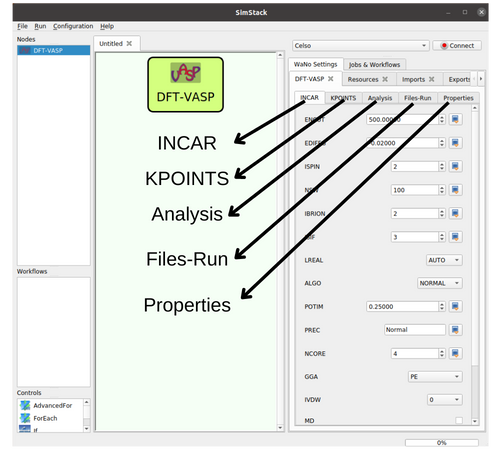 SimStack
File Run Configuration Help
Nodes
DFT-VASP
Workflows
Controls
AdvancedFor
ForEach
If
Untitled
VASP
DFT-VASP
INCAR
KPOINTS
Analysis
Files-Run
Properties
Celso
Connect
WaNo Settings Jobs & Workflows
DFT-VASP Resources Imports Exports
INCAR KPOINTS Analysis Files-Run Properties
ENCUT 500.00000
EDIFFG -0.02000
ISPIN 2
NSW 100
IBRION 2
ISIF 3
LREAL AUTO
ALGO NORMAL
POTIM 0.25000
PREC Normal
NCORE 4
GGA PE
IVDW 0
MD
0%